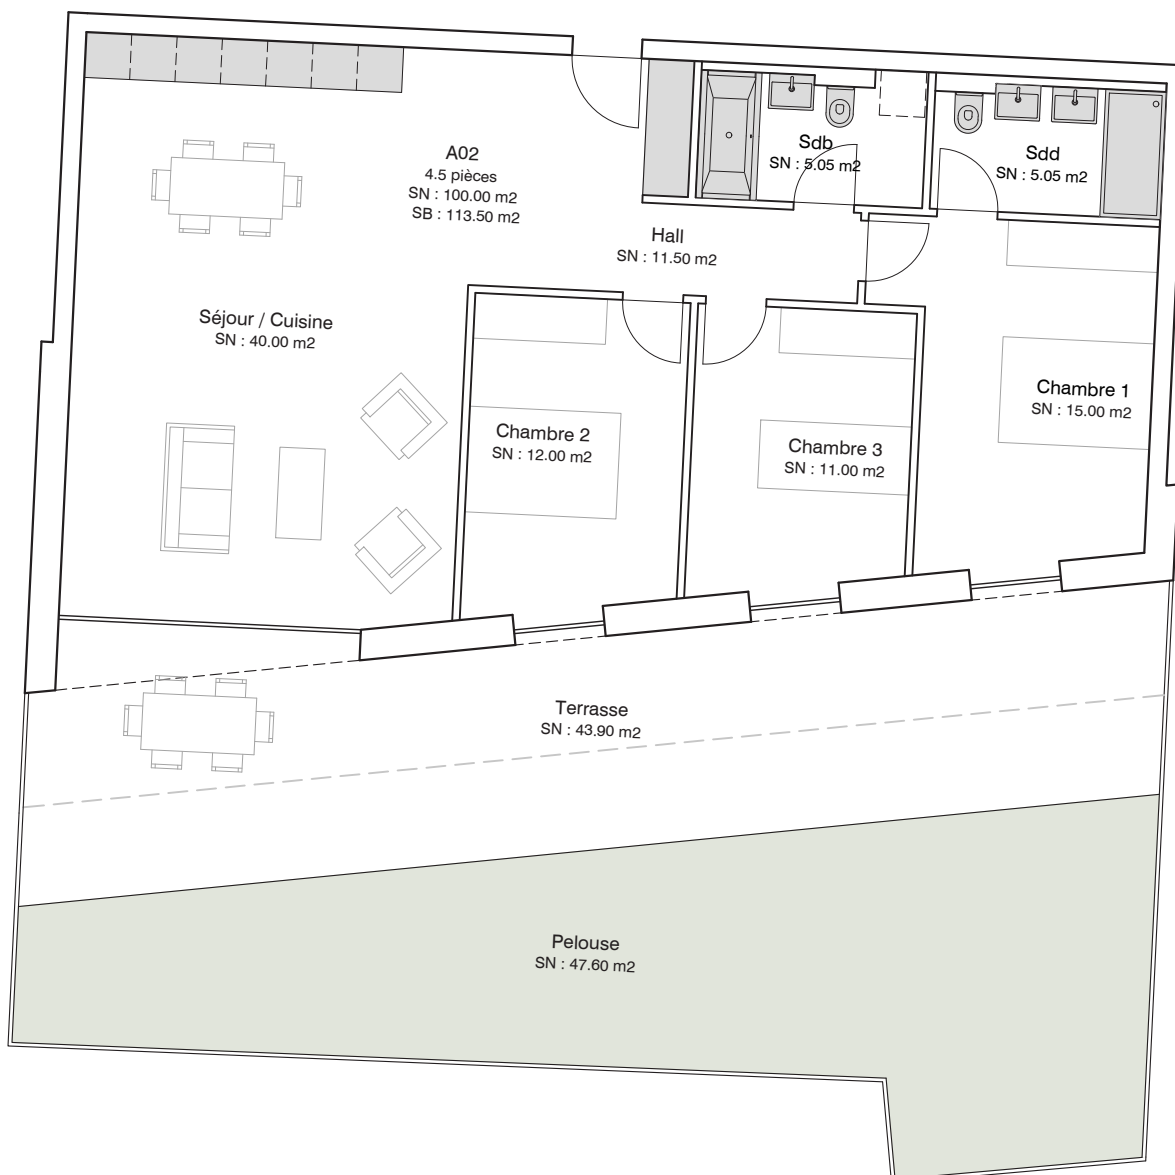 A02
4.5 pièces
SN : 100.00 m2
SB : 113.50 m2
Sdb
SN : 5.05 m2
Sdd
SN : 5.05 m2
Hall
SN : 11.50 m2
Séjour / Cuisine
SN : 40.00 m2
Chambre 1
SN : 15.00 m2
Chambre 2
SN : 12.00 m2
Chambre 3
SN : 11.00 m2
Terrasse
SN : 43.90 m2
Pelouse
SN : 47.60 m2